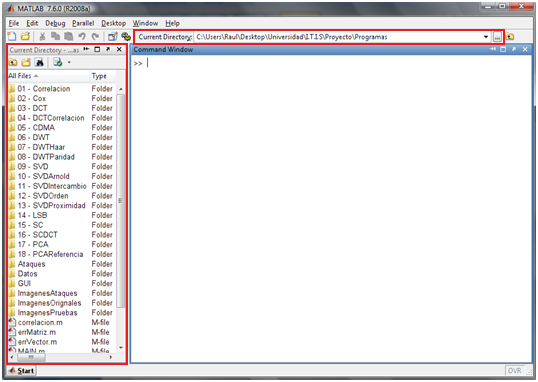 MATLAB 7.6.0 (R2008a)
File Edit Debug Parallel Desktop Window Help
Current Directory: C:\Users\Raul\Desktop\Universidad\I.T.I.S\Proyecto\Programas
Current Directory - ...as
Command Window
>>
All Files Type
01 - Correlacion Folder
02 - Cox Folder
03 - DCT Folder
04 - DCTCorrelacion Folder
05 - CDMA Folder
06 - DWT Folder
07 - DWTHaar Folder
08 - DWTParidad Folder
09 - SVD Folder
10 - SVDArnold Folder
11 - SVDIntercambio Folder
12 - SVDOrden Folder
13 - SVDProximidad Folder
14 - LSB Folder
15 - SC Folder
16 - SCDCT Folder
17 - PCA Folder
18 - PCAReferencia Folder
Ataques Folder
Datos Folder
GUI Folder
ImagenesAtaques Folder
ImagenesOrignales Folder
ImagenesPruebas Folder
correlacion.m M-file
errMatriz.m M-file
errVector.m M-file
MAIN.m M-file
Start
OVR